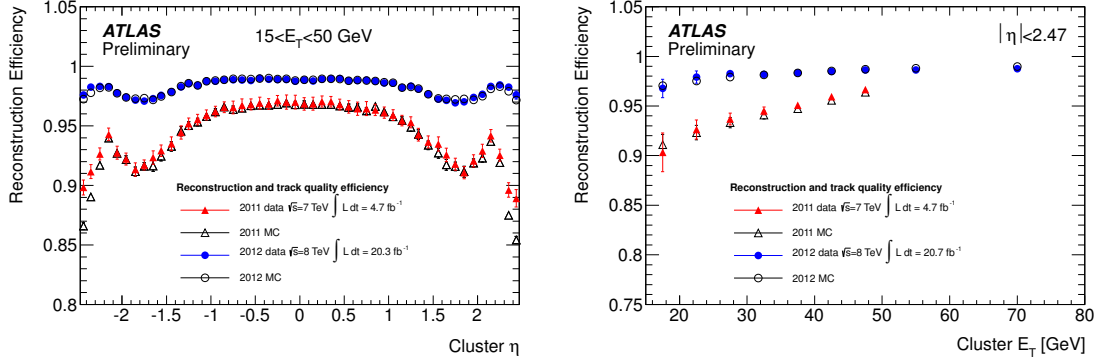 ATLAS
Preliminary
15<E_T<50 GeV
Reconstruction Efficiency
1.05
1
0.95
0.9
0.85
0.8
Reconstruction and track quality efficiency
2011 data √s=7 TeV ∫ L dt = 4.7 fb⁻¹
2011 MC
2012 data √s=8 TeV ∫ L dt = 20.3 fb⁻¹
2012 MC
-2 -1.5 -1 -0.5 0 0.5 1 1.5 2
Cluster η
ATLAS
Preliminary
|η|<2.47
Reconstruction Efficiency
1.05
1
0.95
0.9
0.85
0.8
0.75
Reconstruction and track quality efficiency
2011 data √s=7 TeV ∫ L dt = 4.7 fb⁻¹
2011 MC
2012 data √s=8 TeV ∫ L dt = 20.7 fb⁻¹
2012 MC
20 30 40 50 60 70 80
Cluster E_T [GeV]